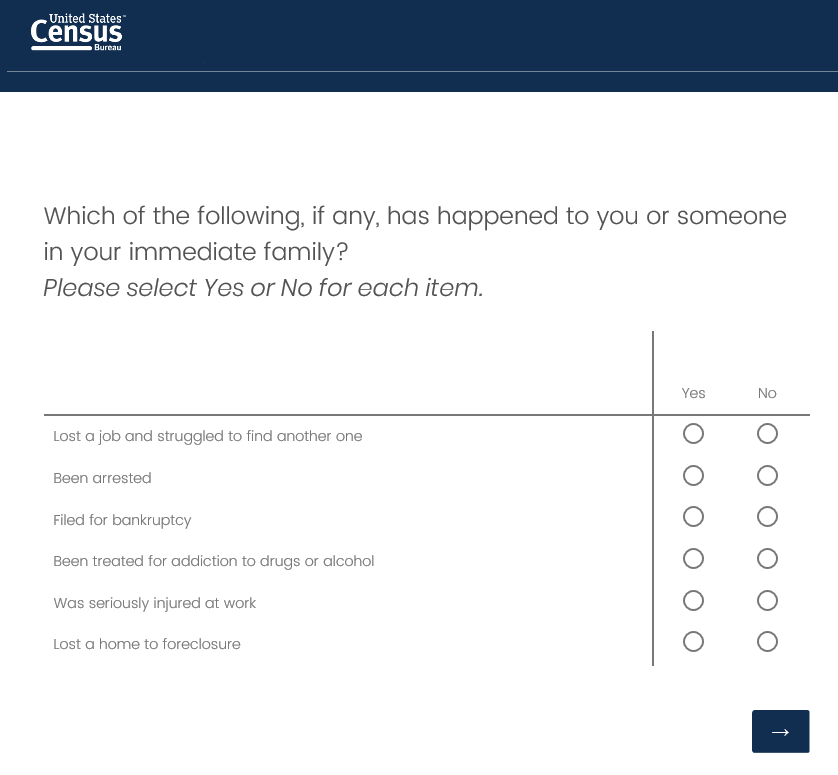 United States™
Census
Bureau
Which of the following, if any, has happened to you or someone
in your immediate family?
Please select Yes or No for each item.
Yes No
Lost a job and struggled to find another one
Been arrested
Filed for bankruptcy
Been treated for addiction to drugs or alcohol
Was seriously injured at work
Lost a home to foreclosure
→